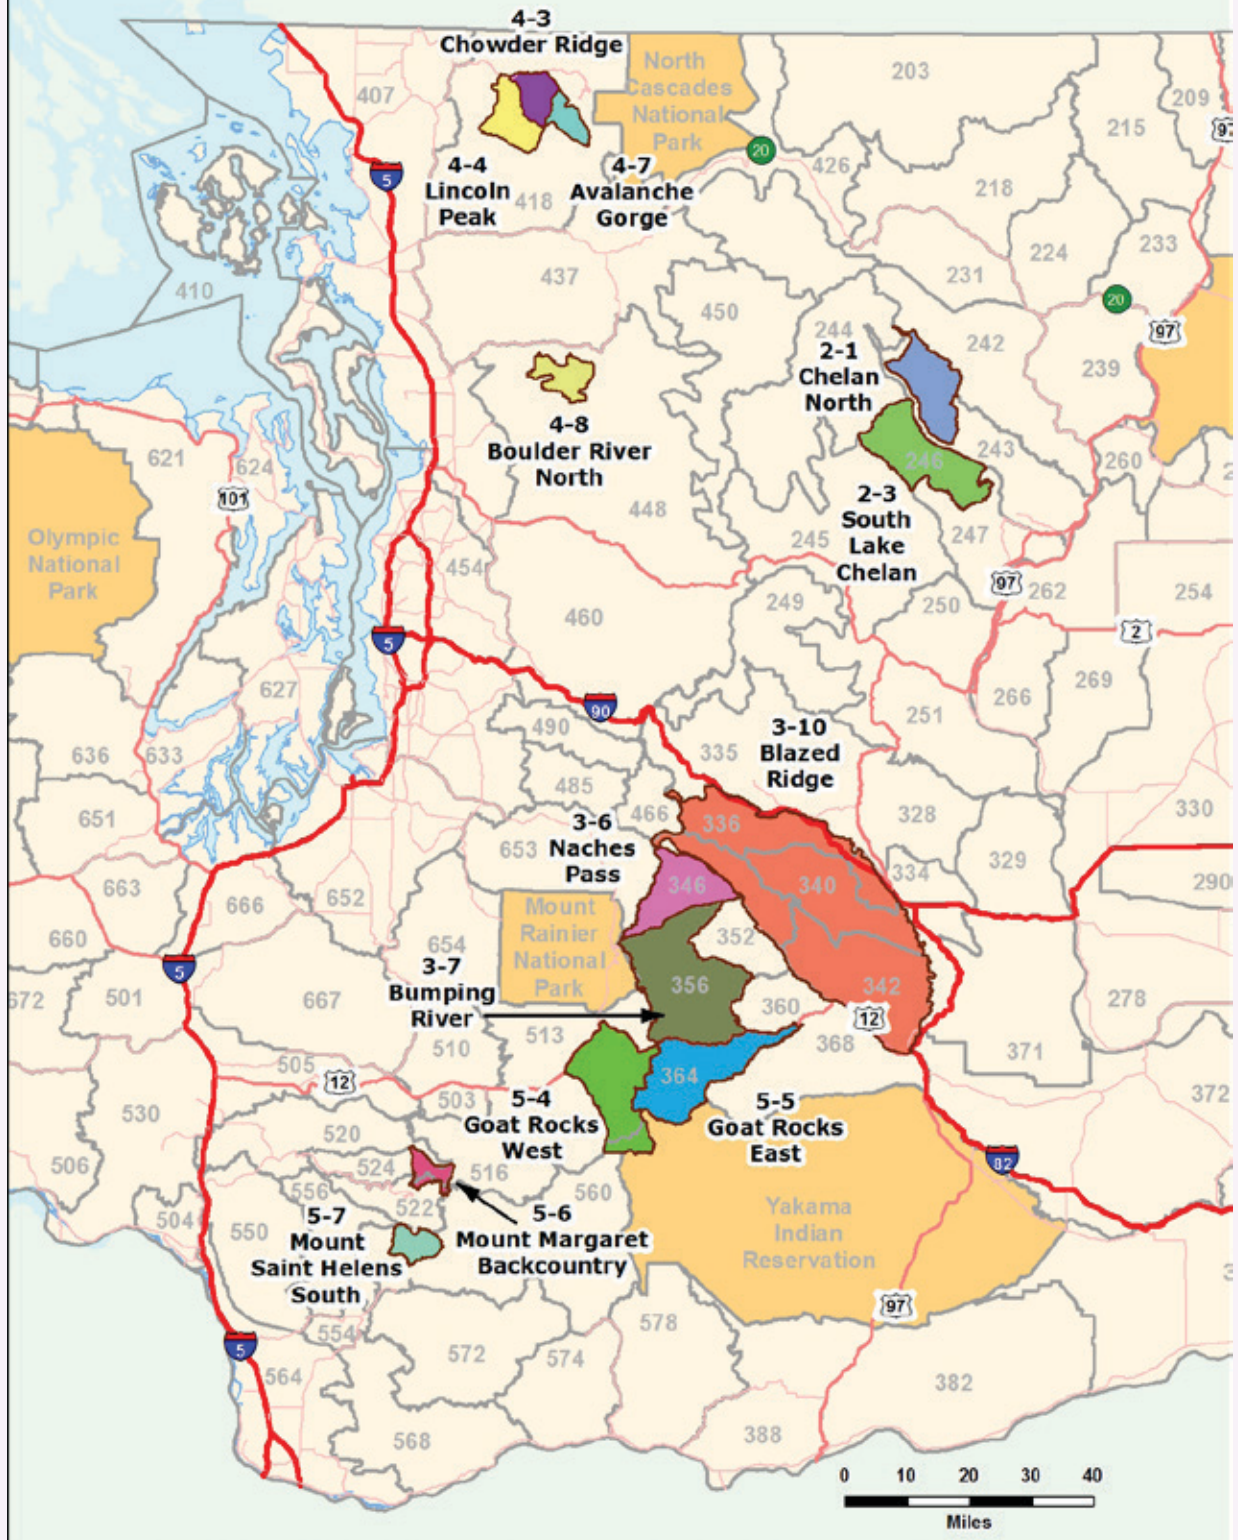 4-3
Chowder Ridge
North
Cascades
National
Park
203
407
209
97
215
20
426
4-4
Lincoln
Peak
4-7
Avalanche
Gorge
5
418
218
224
233
231
437
410
20
97
450
244
242
2-1
Chelan
North
239
4-8
Boulder River
North
621
624
101
243
246
260
2
448
2-3
South
Lake
Chelan
245
247
Olympic
National
Park
454
97
262
254
249
250
460
2
5
627
266
269
90
490
251
3-10
Blazed
Ridge
335
636
633
485
651
466
328
330
336
3-6
Naches
Pass
653
329
334
340
346
663
652
290
666
Mount
Rainier
National
Park
660
654
352
3-7
Bumping
River
672
501
667
356
360
342
278
12
513
368
510
371
505
12
364
372
503
5-4
Goat Rocks
West
5-5
Goat Rocks
East
530
520
506
524
516
82
556
522
560
504
550
5-7
Mount
Saint Helens
South
5-6
Mount Margaret
Backcountry
Yakama
Indian
Reservation
3
97
5
554
578
572
574
564
382
568
388
0 10 20 30 40
Miles